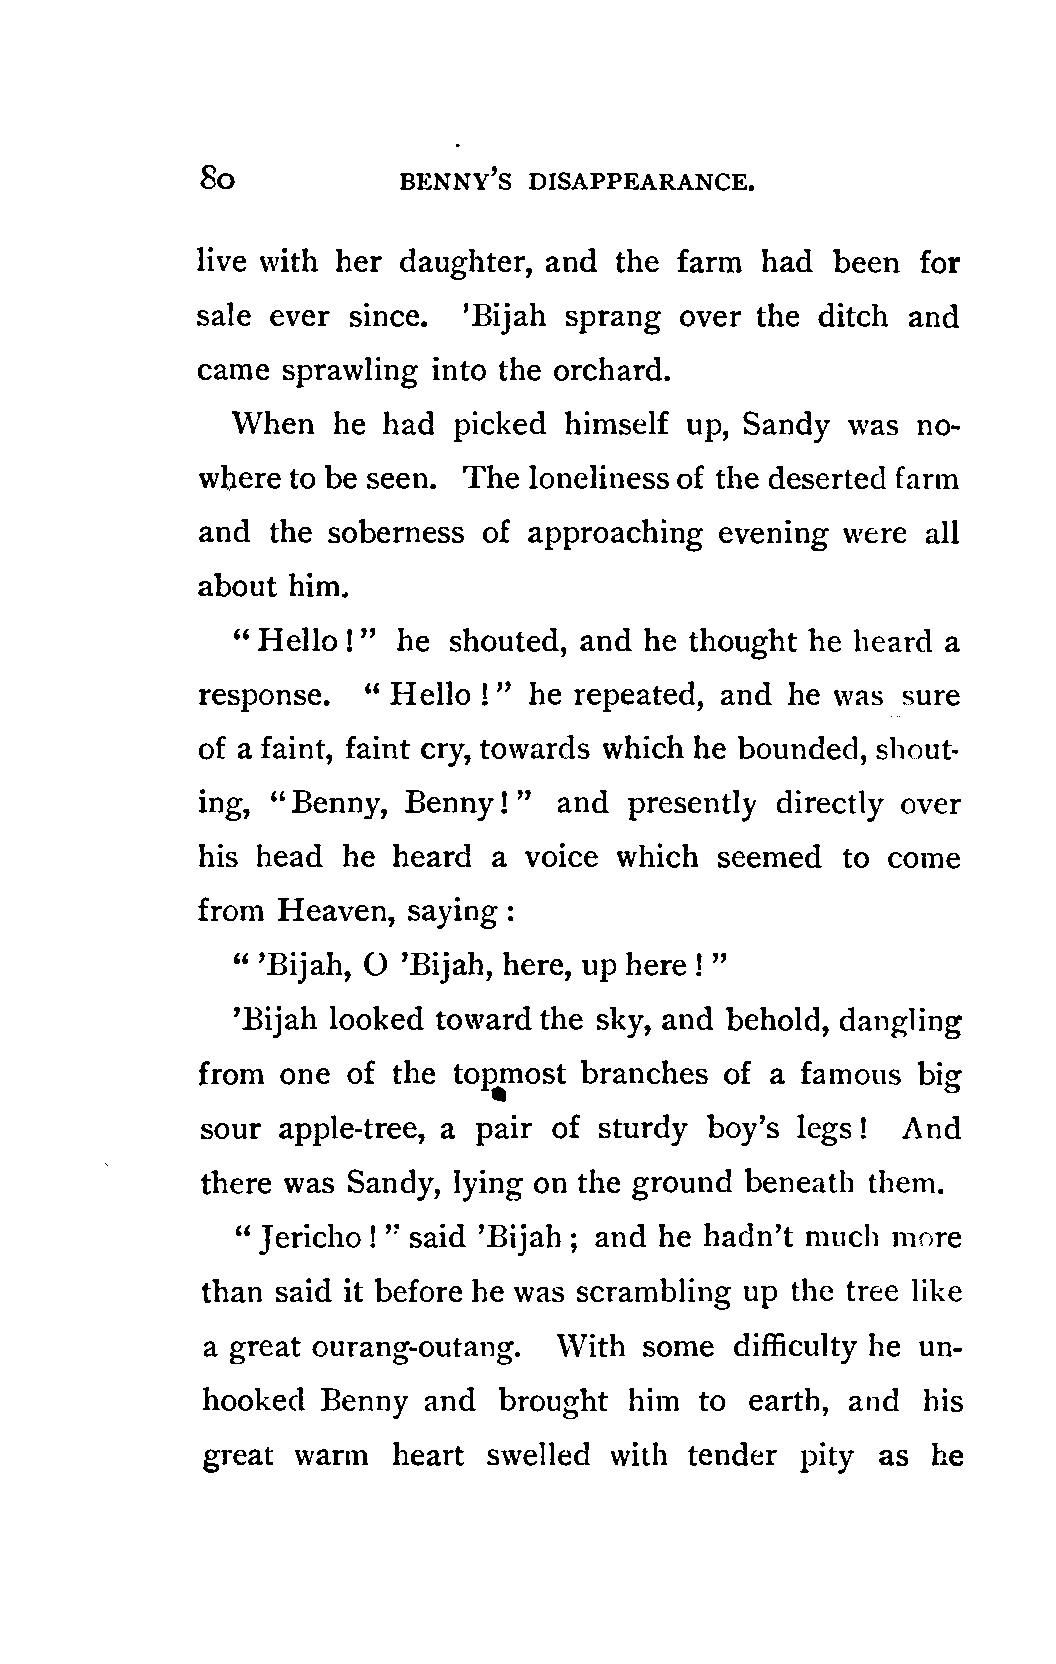 80 BENNY'S DISAPPEARANCE.
live with her daughter, and the farm had been for
sale ever since. 'Bijah sprang over the ditch and
came sprawling into the orchard.
When he had picked himself up, Sandy was no-
where to be seen. The loneliness of the deserted farm
and the soberness of approaching evening were all
about him.
" Hello ! " he shouted, and he thought he heard a
response. " Hello ! " he repeated, and he was sure
of a faint, faint cry, towards which he bounded, shout-
ing, " Benny, Benny ! " and presently directly over
his head he heard a voice which seemed to come
from Heaven, saying :
" 'Bijah, O 'Bijah, here, up here ! "
'Bijah looked toward the sky, and behold, dangling
from one of the topmost branches of a famous big
sour apple-tree, a pair of sturdy boy's legs ! And
there was Sandy, lying on the ground beneath them.
" Jericho ! " said 'Bijah ; and he hadn't much more
than said it before he was scrambling up the tree like
a great ourang-outang. With some difficulty he un-
hooked Benny and brought him to earth, and his
great warm heart swelled with tender pity as he